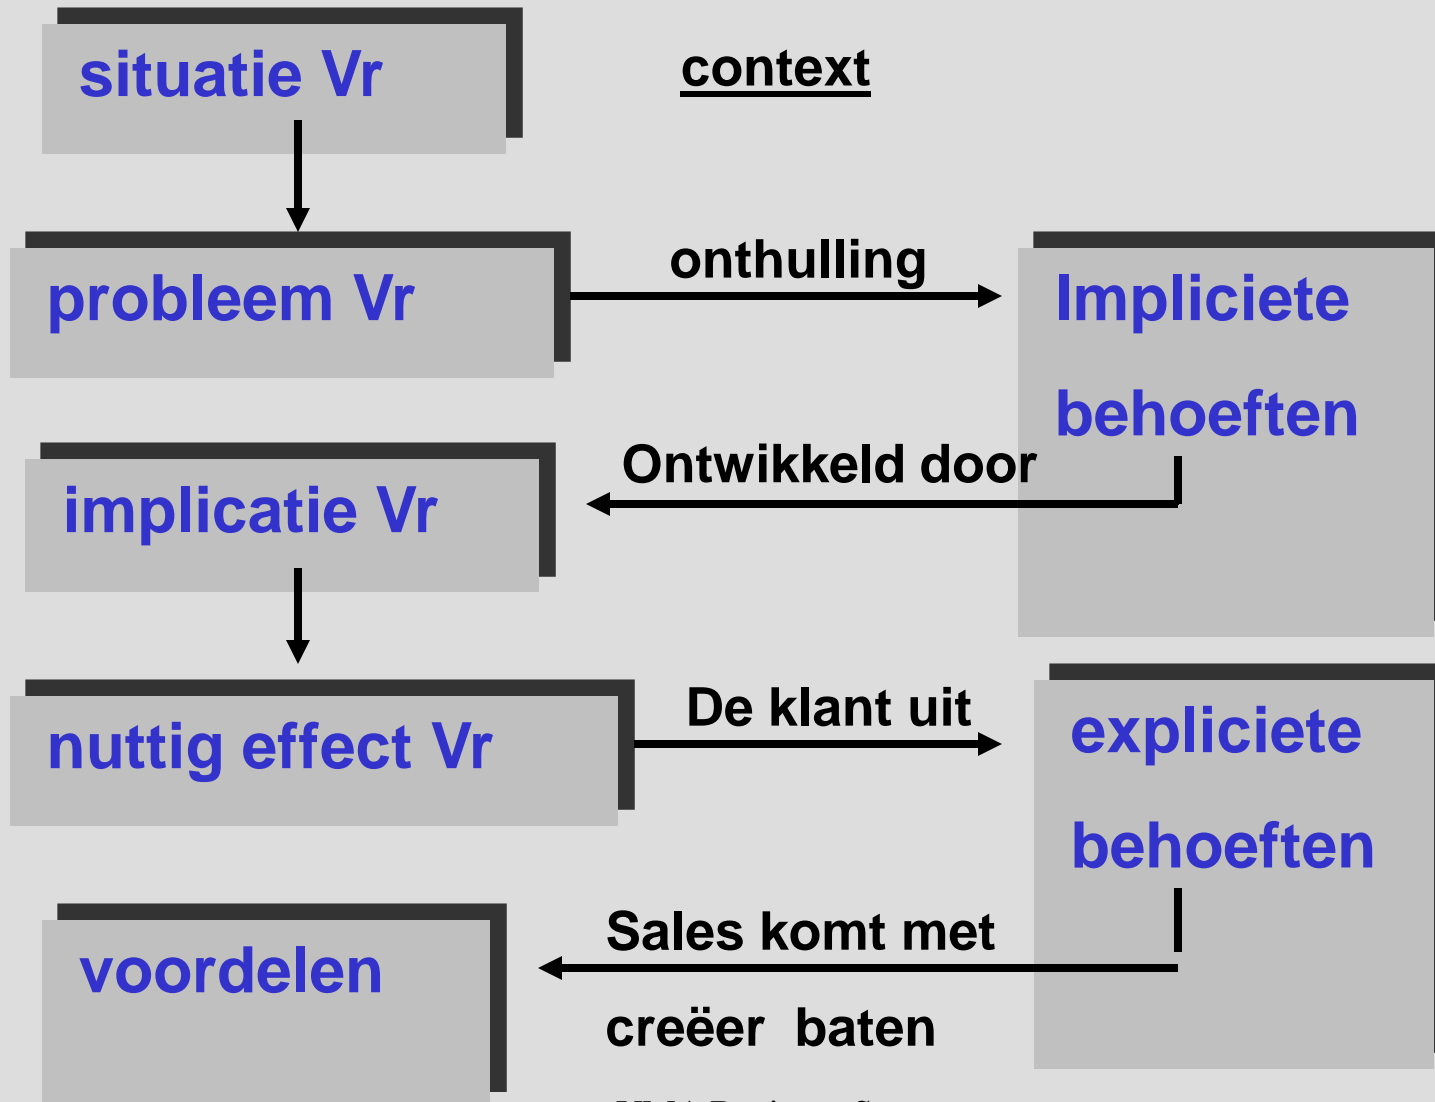 situatie Vr
context
probleem Vr
onthulling
Impliciete
behoeften
Ontwikkeld door
implicatie Vr
nuttig effect Vr
De klant uit
expliciete
behoeften
Sales komt met
voordelen
creëer baten